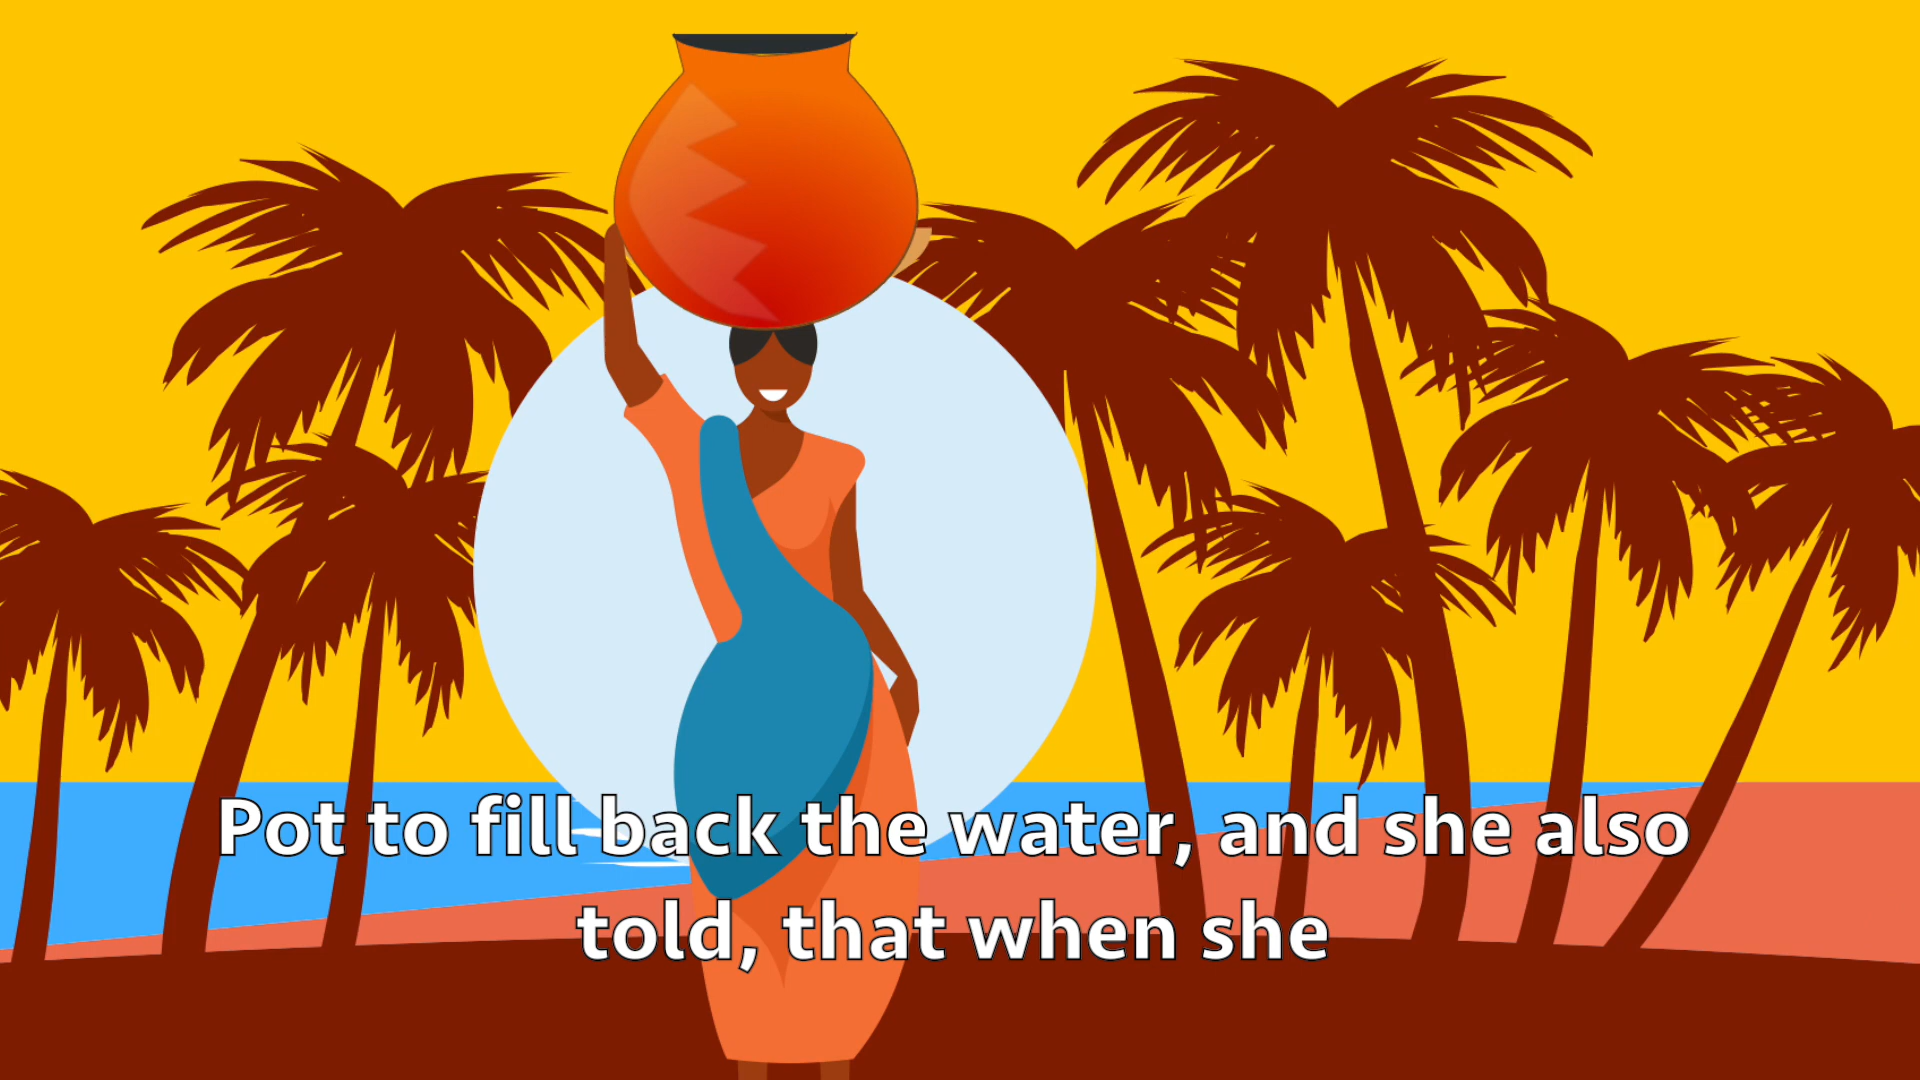 Pot to fill back the water, and she also
told, that when she